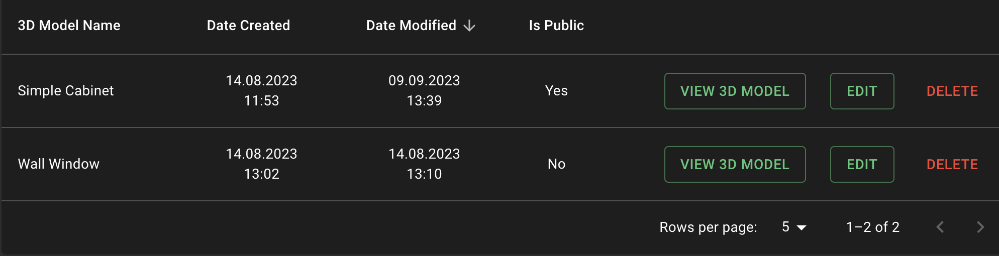 3D Model Name Date Created Date Modified Is Public
Simple Cabinet 14.08.2023 11:53 09.09.2023 13:39 Yes VIEW 3D MODEL EDIT DELETE
Wall Window 14.08.2023 13:02 14.08.2023 13:10 No VIEW 3D MODEL EDIT DELETE
Rows per page: 5 1–2 of 2